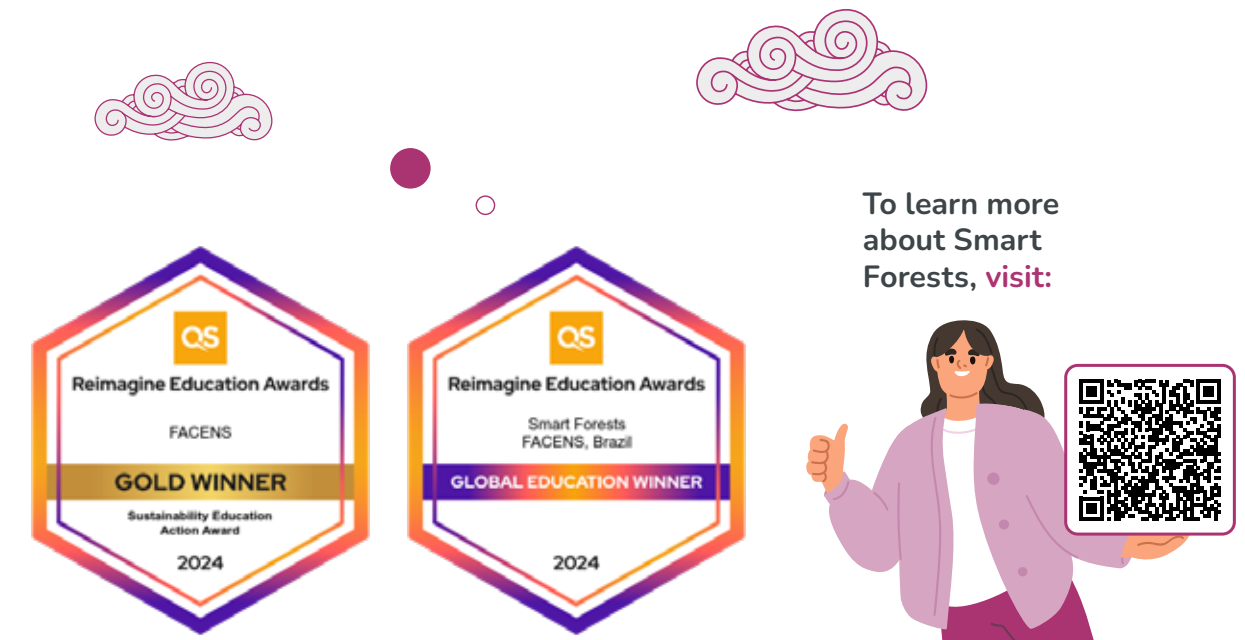 To learn more
about Smart
Forests, visit:
QS
Reimagine Education Awards
FACENS
GOLD WINNER
Sustainability Education
Action Award
2024
QS
Reimagine Education Awards
Smart Forests
FACENS, Brazil
GLOBAL EDUCATION WINNER
2024